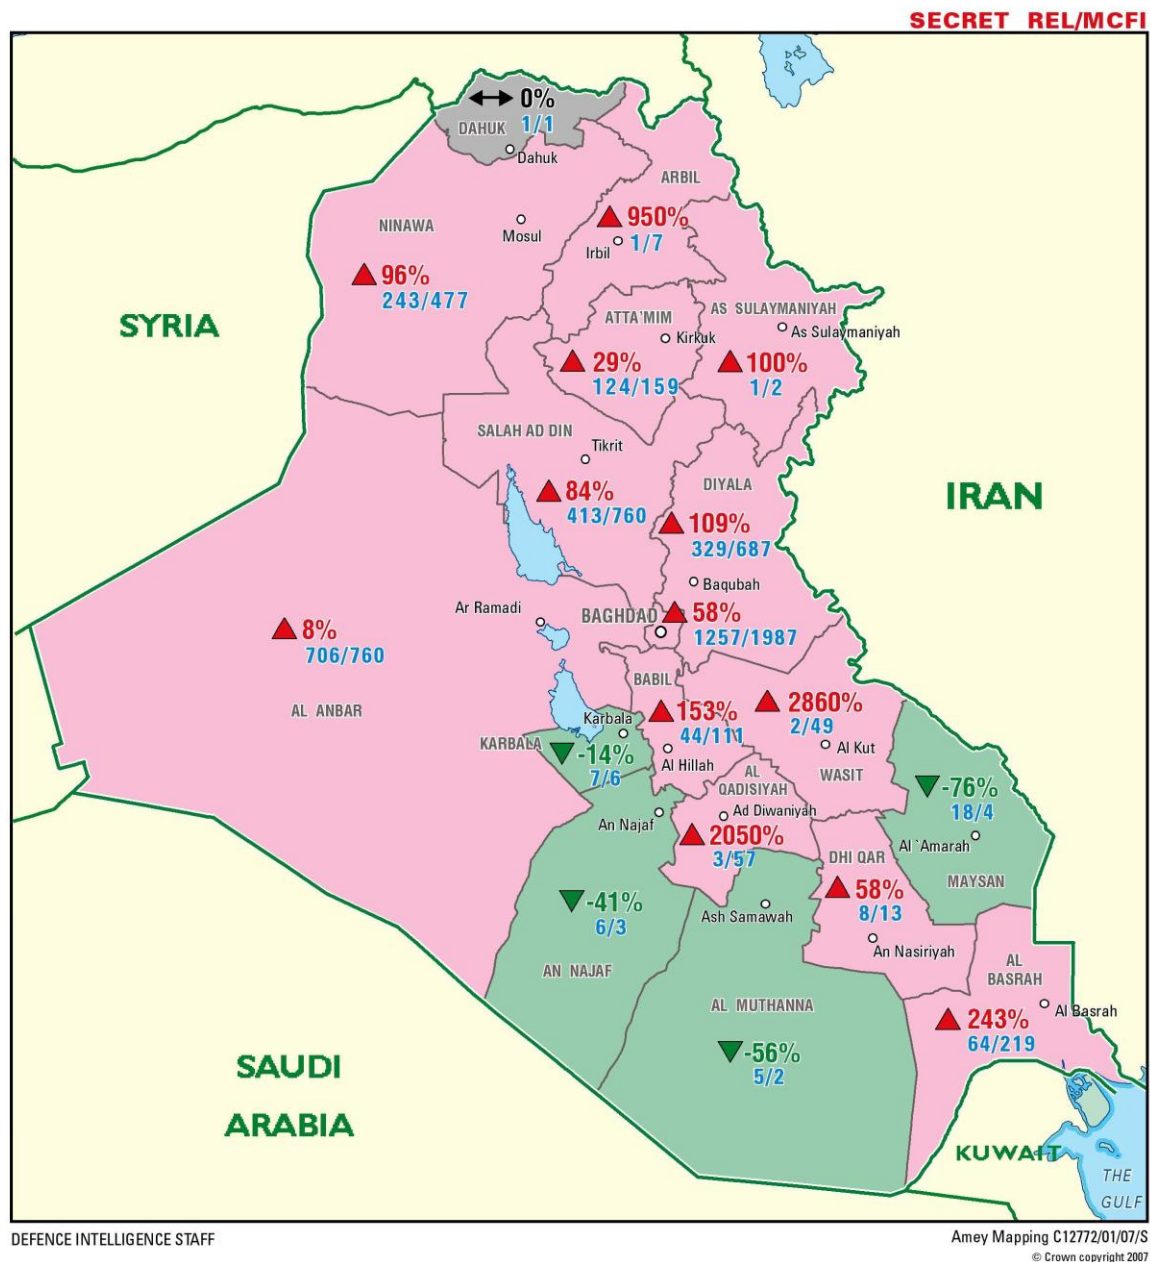 SECRET REL/MCFI
0%
DAHUK 1/1
Dahuk
ARBIL
NINAWA
Mosul
950%
Irbil 1/7
96%
243/477
SYRIA
ATTA'MIM
Kirkuk
AS SULAYMANIYAH
As Sulaymaniyah
29%
124/159
100%
1/2
SALAH AD DIN
Tikrit
84%
413/760
DIYALA
109%
329/687
IRAN
Baqubah
Ar Ramadi
BAGHDAD
58%
1257/1987
8%
706/760
AL ANBAR
BABIL
153%
44/111
Al Hillah
2860%
2/49
Al Kut
WASIT
Karbala
KARBALA
-14%
7/6
AL
QADISIYAH
Ad Diwaniyah
2050%
3/57
-76%
18/4
Al `Amarah
MAYSAN
An Najaf
-41%
6/3
AN NAJAF
DHI QAR
58%
8/13
An Nasiriyah
Ash Samawah
AL MUTHANNA
-56%
5/2
AL
BASRAH
Al Basrah
243%
64/219
SAUDI
ARABIA
KUWAIT
THE
GULF
DEFENCE INTELLIGENCE STAFF
Amey Mapping C12772/01/07/S
© Crown copyright 2007